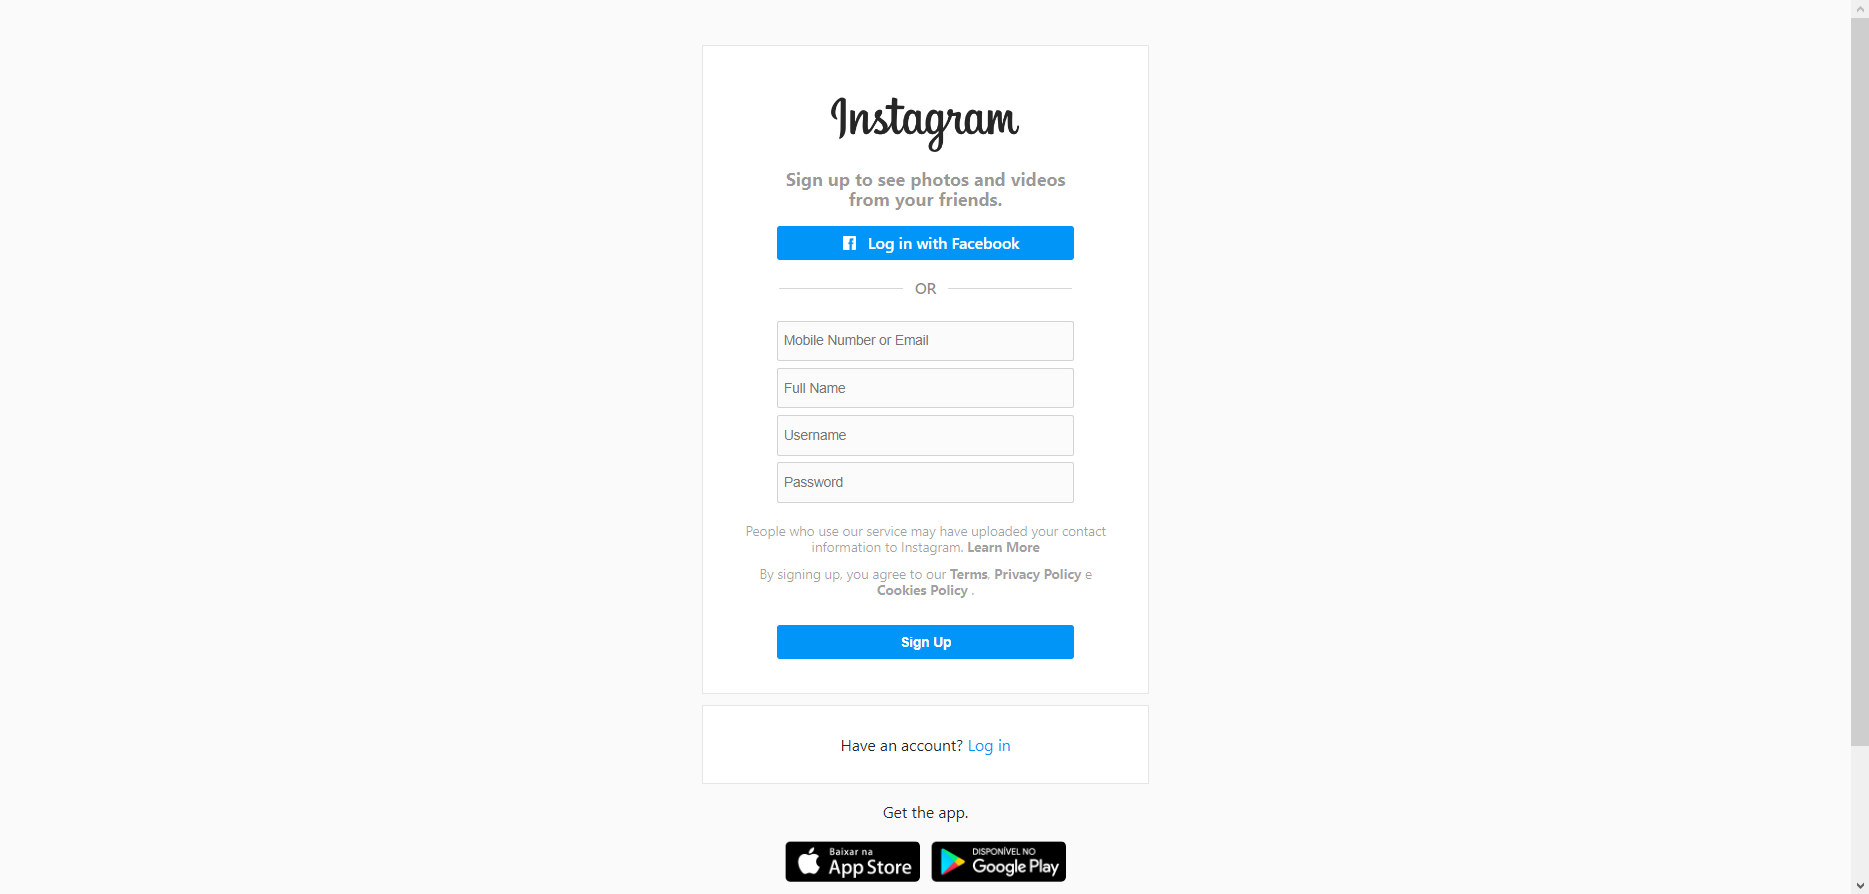 Instagram
Sign up to see photos and videos
from your friends.
Log in with Facebook
OR
Mobile Number or Email
Full Name
Username
Password
People who use our service may have uploaded your contact
information to Instagram. Learn More
By signing up, you agree to our Terms, Privacy Policy e
Cookies Policy .
Sign Up
Have an account? Log in
Get the app.
Baixar na
App Store
DISPONÍVEL NO
Google Play